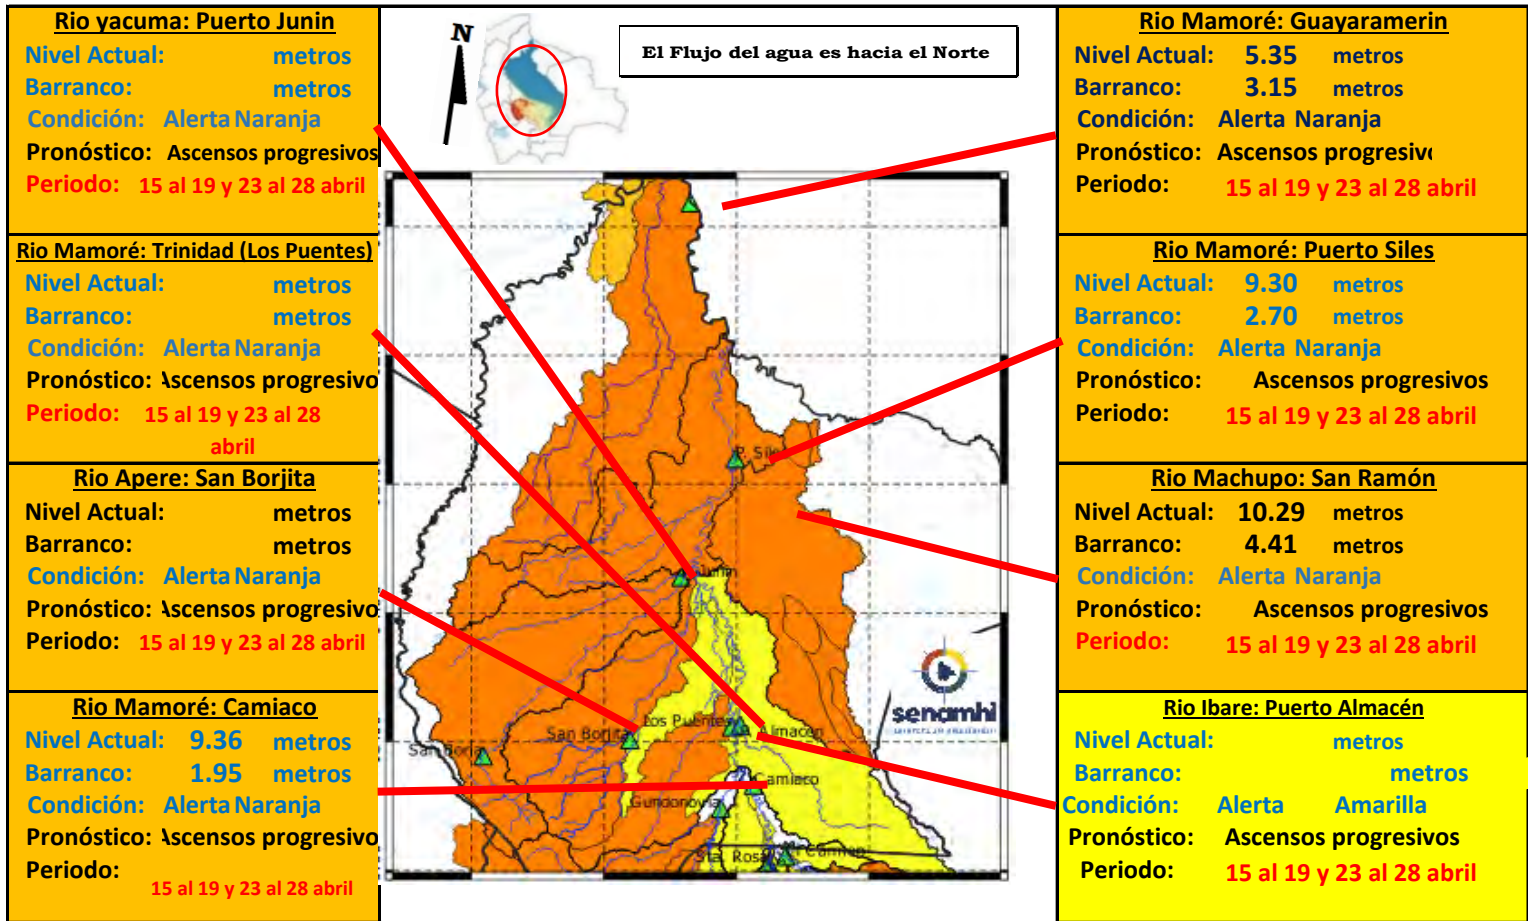 Rio yacuma: Puerto Junin
Nivel Actual: metros
Barranco: metros
Condición: Alerta Naranja
Pronóstico: Ascensos progresivos
Periodo: 15 al 19 y 23 al 28 abril
Rio Mamoré: Trinidad (Los Puentes)
Nivel Actual: metros
Barranco: metros
Condición: Alerta Naranja
Pronóstico: Ascensos progresivo
Periodo: 15 al 19 y 23 al 28
abril
Rio Apere: San Borjita
Nivel Actual: metros
Barranco: metros
Condición: Alerta Naranja
Pronóstico: Ascensos progresivo
Periodo: 15 al 19 y 23 al 28 abril
Rio Mamoré: Camiaco
Nivel Actual: 9.36 metros
Barranco: 1.95 metros
Condición: Alerta Naranja
Pronóstico: Ascensos progresivo
Periodo:
15 al 19 y 23 al 28 abril
N
El Flujo del agua es hacia el Norte
P. Sil
Junin
Los Puentes
P. Almacén
San Borjita
San Borja
Camiaco
Gundonovia
Sta. Rosa
Carmen
senamhi
Rio Mamoré: Guayaramerin
Nivel Actual: 5.35 metros
Barranco: 3.15 metros
Condición: Alerta Naranja
Pronóstico: Ascensos progresiv
Periodo: 15 al 19 y 23 al 28 abril
Rio Mamoré: Puerto Siles
Nivel Actual: 9.30 metros
Barranco: 2.70 metros
Condición: Alerta Naranja
Pronóstico: Ascensos progresivos
Periodo: 15 al 19 y 23 al 28 abril
Rio Machupo: San Ramón
Nivel Actual: 10.29 metros
Barranco: 4.41 metros
Condición: Alerta Naranja
Pronóstico: Ascensos progresivos
Periodo: 15 al 19 y 23 al 28 abril
Rio Ibare: Puerto Almacén
Nivel Actual: metros
Barranco: metros
Condición: Alerta Amarilla
Pronóstico: Ascensos progresivos
Periodo: 15 al 19 y 23 al 28 abril